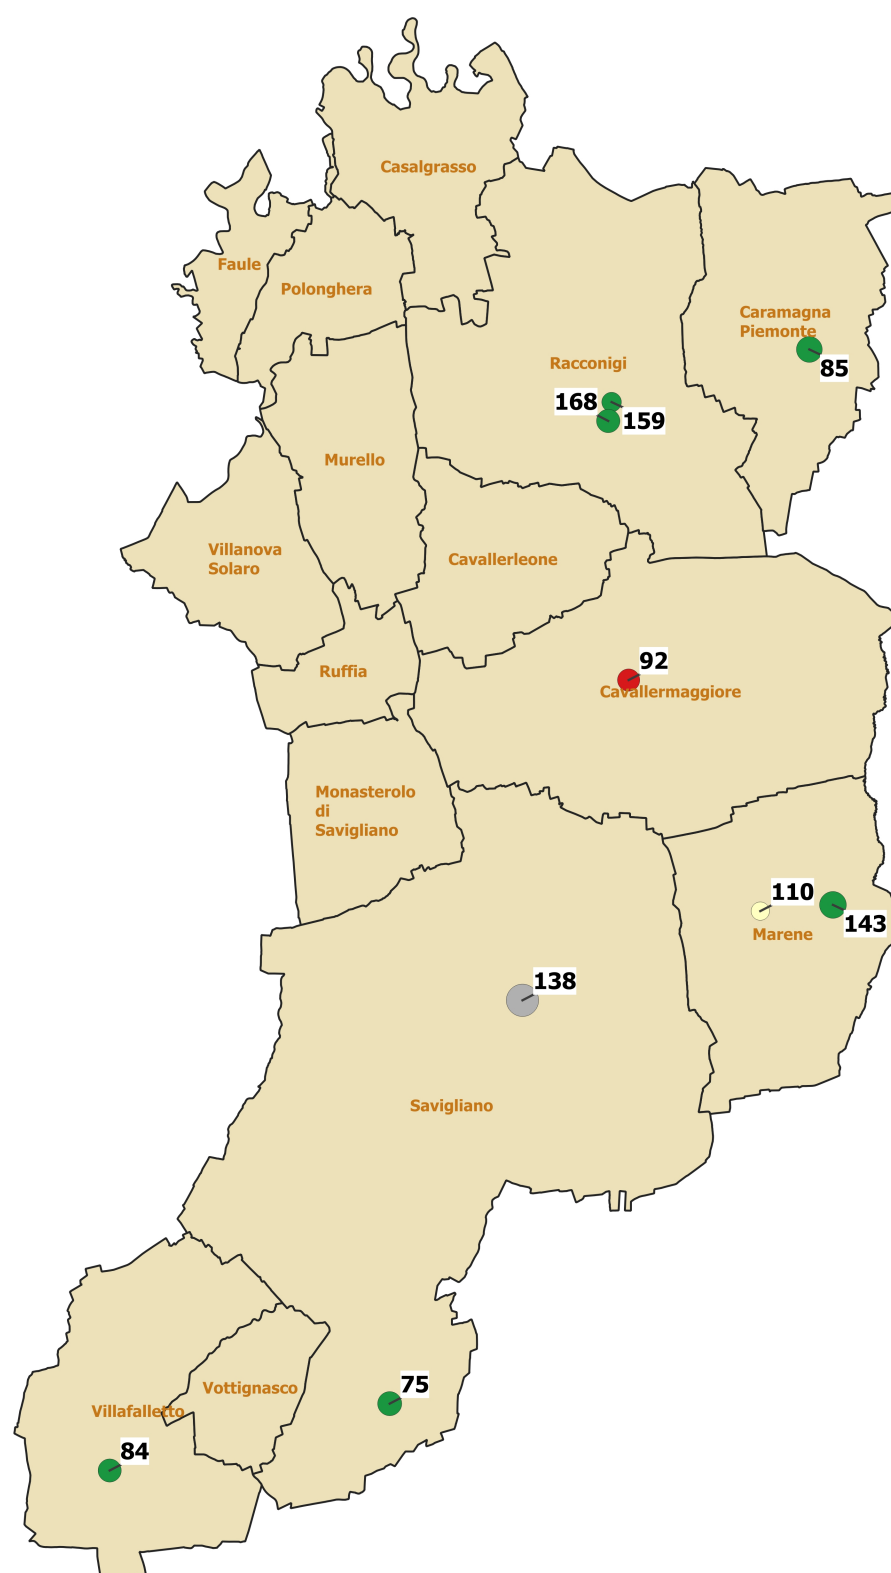 Casalgrasso
Faule
Polonghera
Caramagna
Piemonte
85
Racconigi
168
159
Murello
Villanova
Solaro
Cavallerleone
Ruffia
92
Cavallermaggiore
Monasterolo
di
Savigliano
110
143
Marene
138
Savigliano
75
Vottignasco
Villafalletto
84